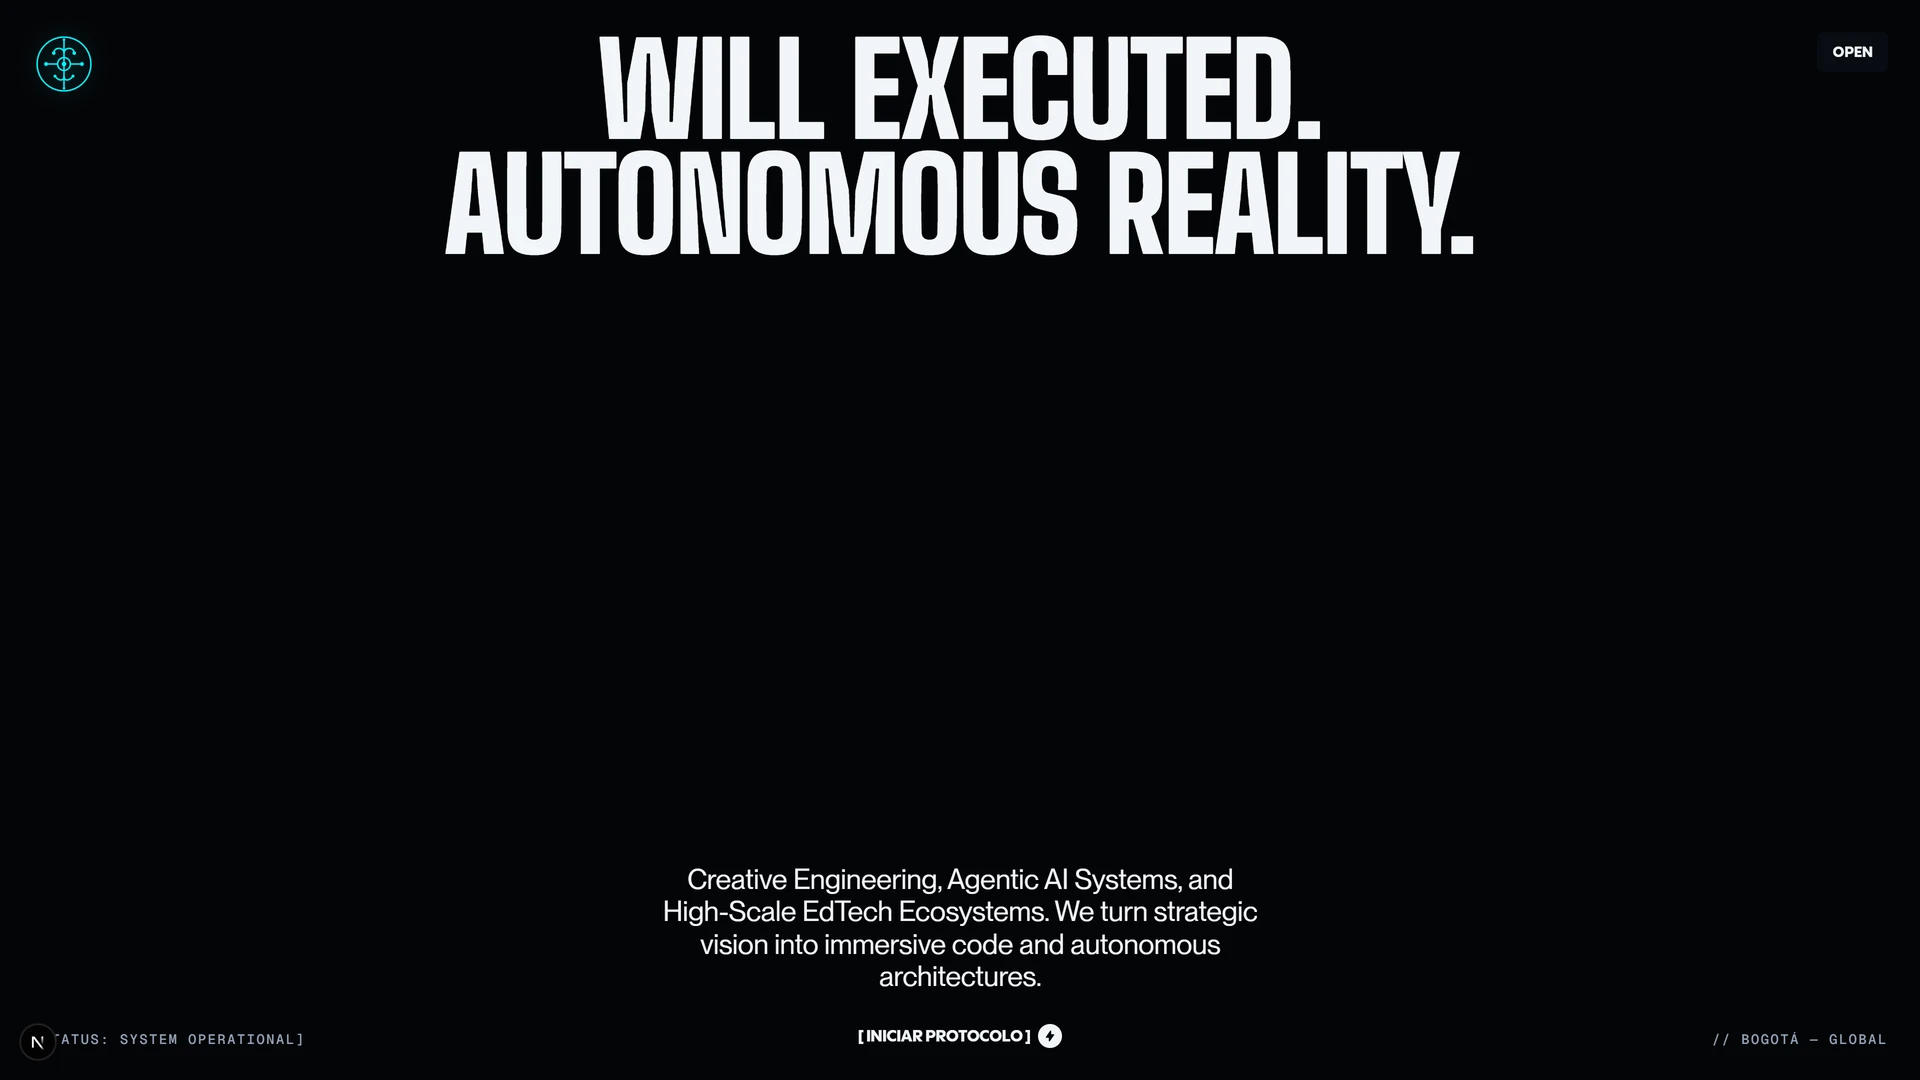 WILL EXECUTED.
AUTONOMOUS REALITY.
OPEN
Creative Engineering, Agentic AI Systems, and
High-Scale EdTech Ecosystems. We turn strategic
vision into immersive code and autonomous
architectures.
[ INICIAR PROTOCOLO ]
N
TATUS: SYSTEM OPERATIONAL]
// BOGOTÁ — GLOBAL